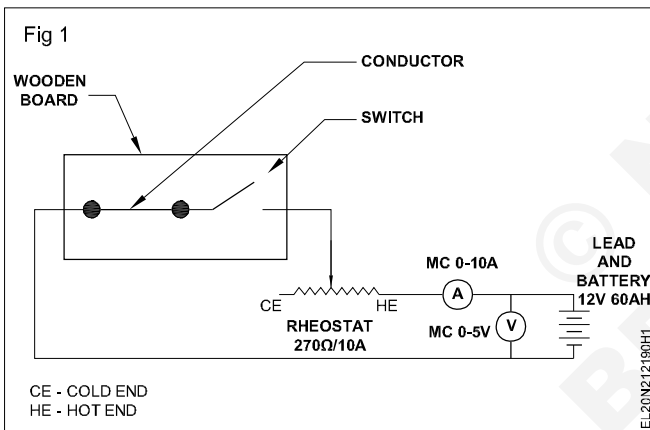 Fig 1
WOODEN
BOARD
CONDUCTOR
SWITCH
LEAD
AND
BATTERY
12V 60AH
MC 0-10A
A
CE
HE
RHEOSTAT
270Ω/10A
MC 0-5V
V
CE - COLD END
HE - HOT END
EL20N212190H1
©